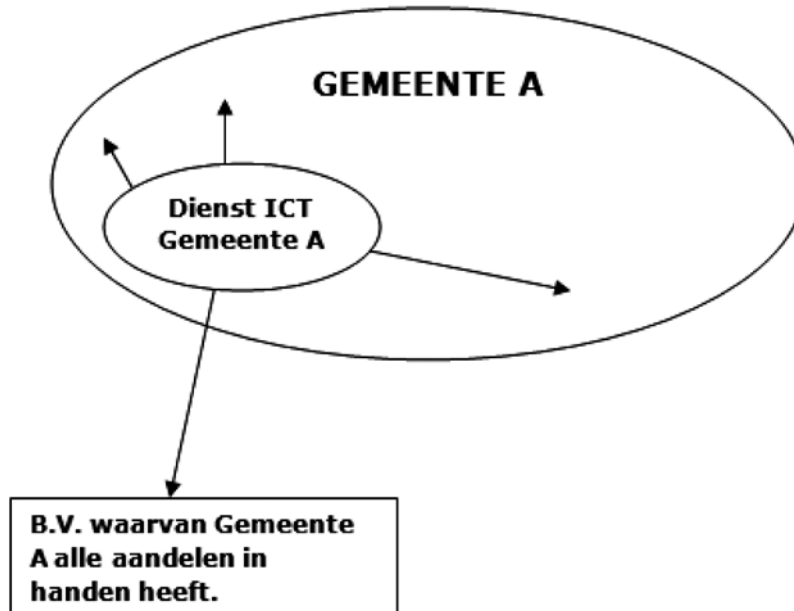 GEMEENTE A
Dienst ICT
Gemeente A
B.V. waarvan Gemeente
A alle aandelen in
handen heeft.